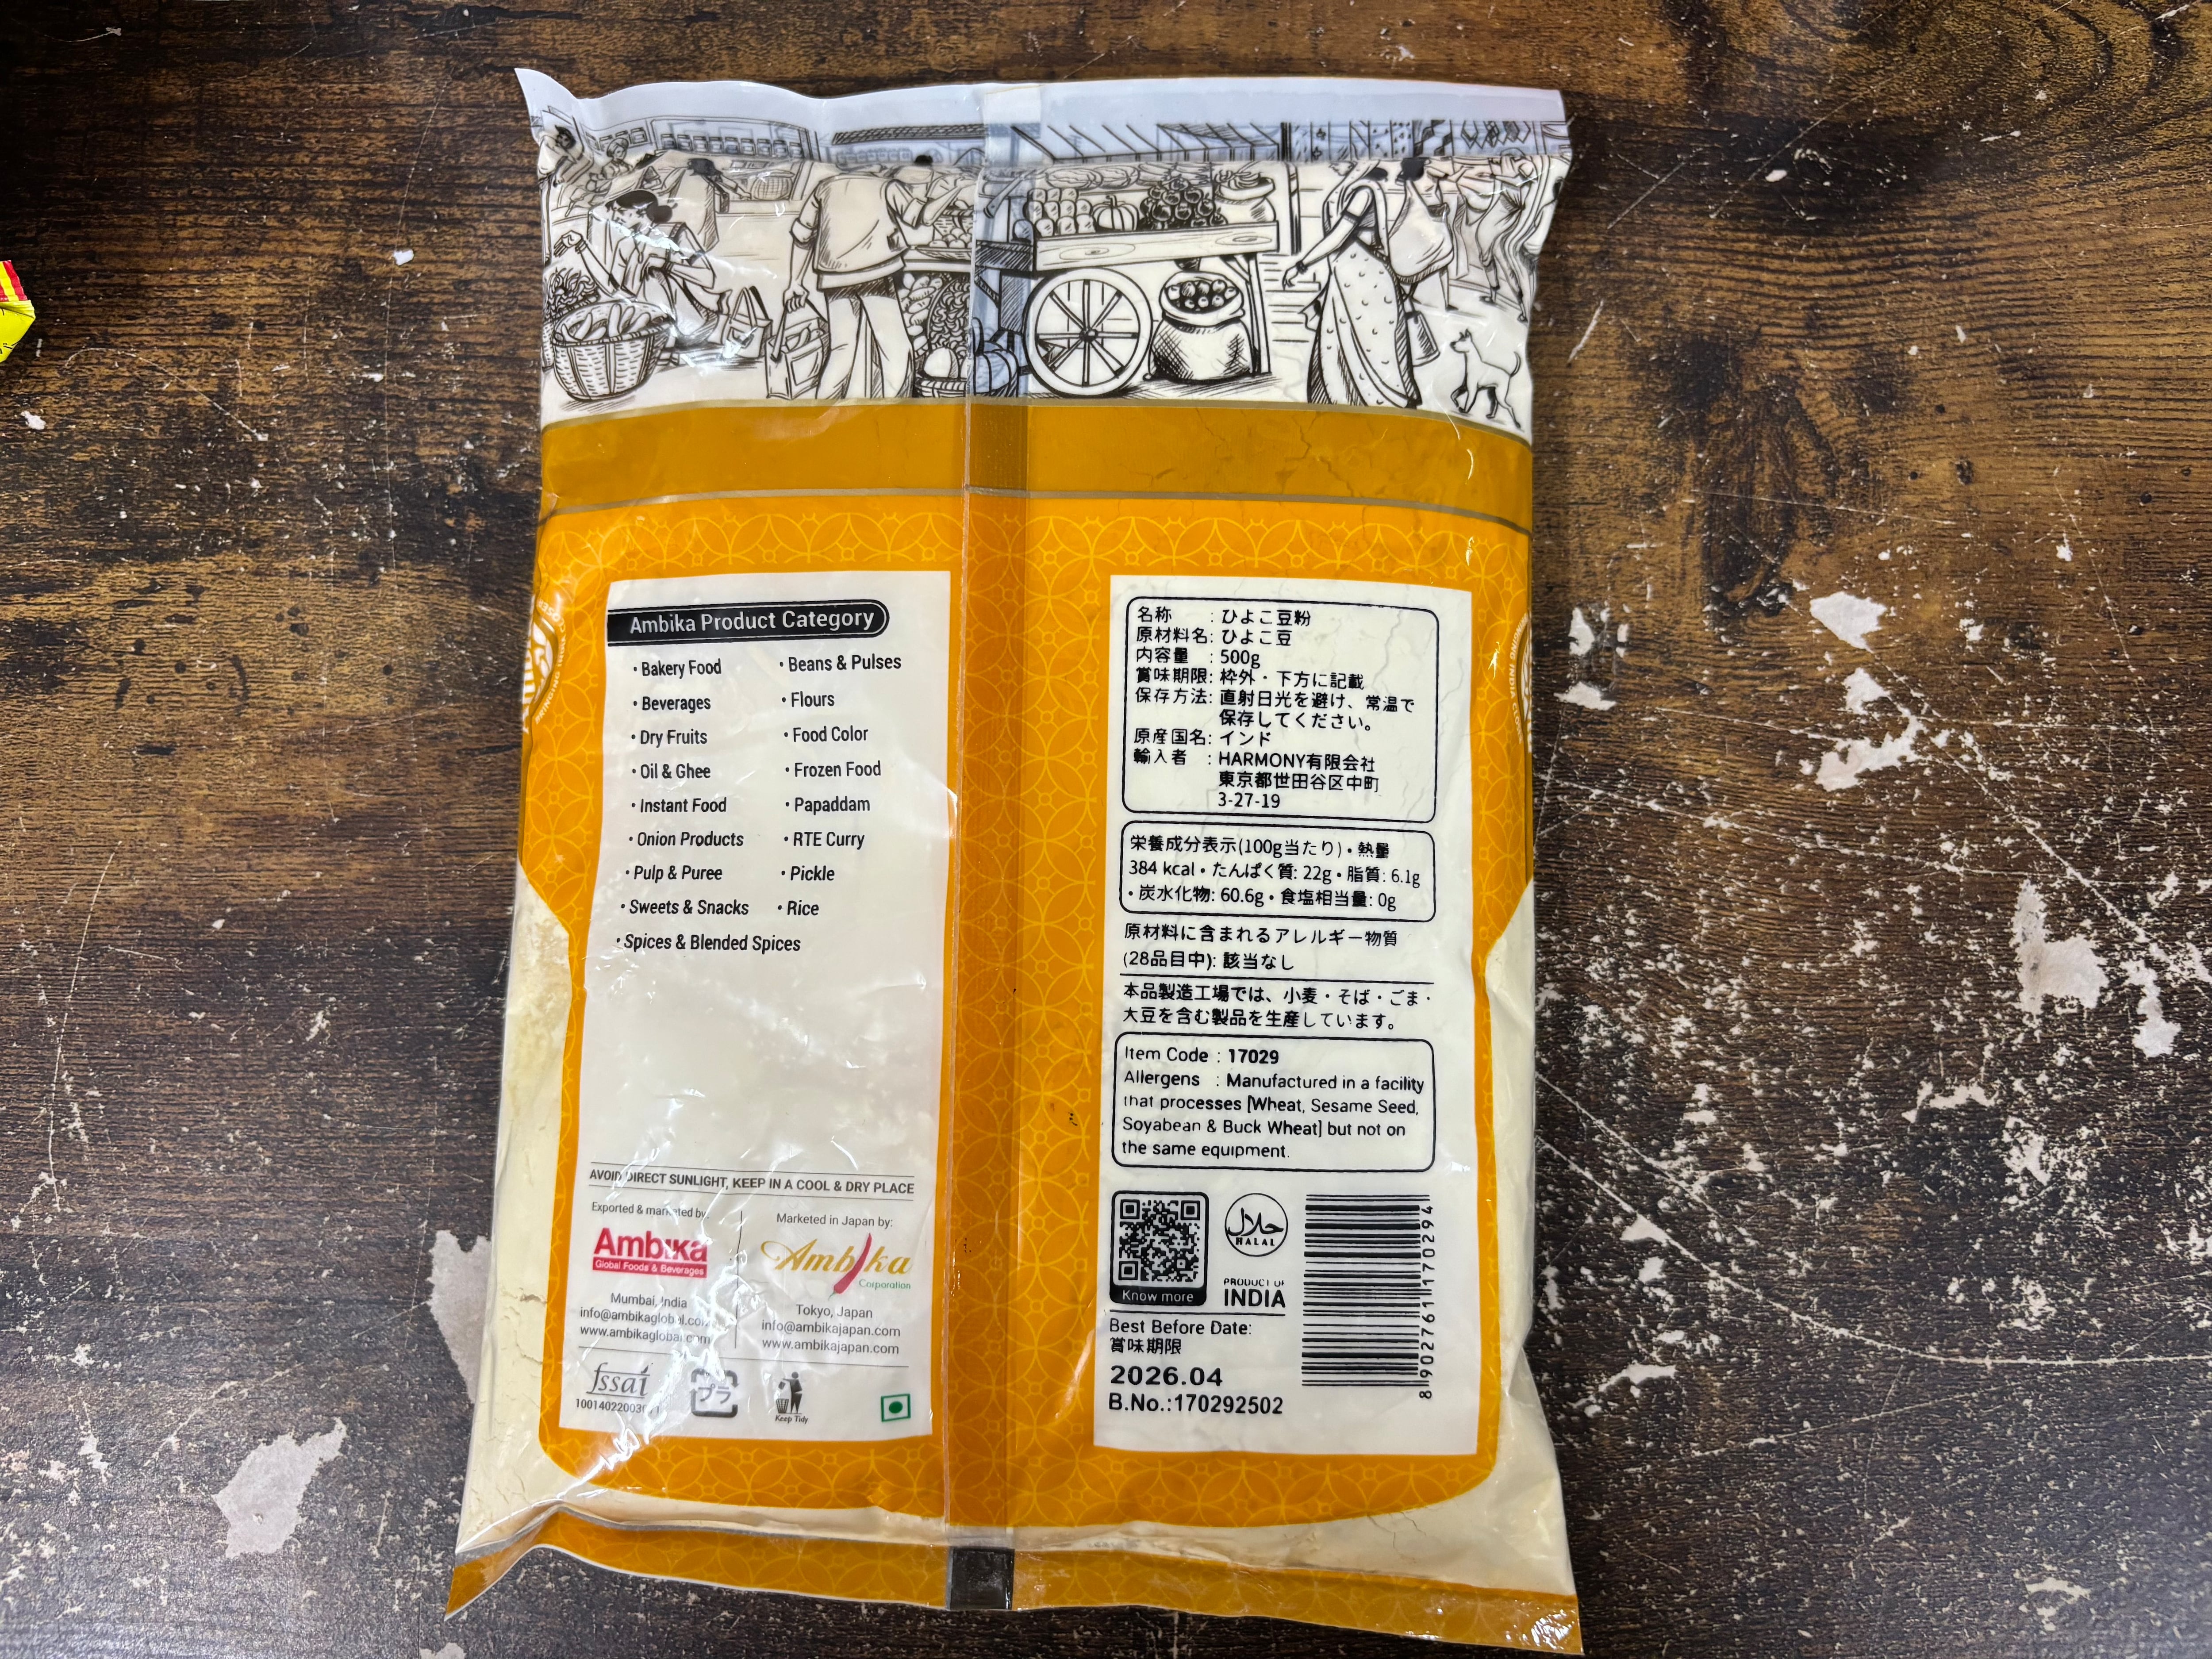 Ambika Product Category
• Bakery Food
• Beverages
• Dry Fruits
• Oil & Ghee
• Instant Food
• Onion Products
• Pulp & Puree
• Sweets & Snacks
• Spices & Blended Spices
• Beans & Pulses
• Flours
• Food Color
• Frozen Food
• Papaddam
• RTE Curry
• Pickle
• Rice
AVOID DIRECT SUNLIGHT, KEEP IN A COOL & DRY PLACE
Exported & marketed by:
Ambika
Global Foods & Beverages
Mumbai, India
info@ambikaglobal.com
www.ambikaglobal.com
Marketed in Japan by:
Ambika
Corporation
Tokyo, Japan
info@ambikajapan.com
www.ambikajapan.com
fssai
プラ
Keep Tidy
名称 : ひよこ豆粉
原材料名: ひよこ豆
内容量 : 500g
賞味期限: 枠外・下方に記載
保存方法: 直射日光を避け、常温で
保存してください。
原産国名: インド
輸入者 : HARMONY有限会社
東京都世田谷区中町
3-27-19
栄養成分表示(100g当たり)・熱量
384 kcal・たんぱく質: 22g・脂質: 6.1g
・炭水化物: 60.6g・食塩相当量: 0g
原材料に含まれるアレルギー物質
(28品目中): 該当なし
本品製造工場では、小麦・そば・ごま・
大豆を含む製品を生産しています。
Item Code : 17029
Allergens : Manufactured in a facility
that processes [Wheat, Sesame Seed,
Soyabean & Buck Wheat] but not on
the same equipment.
Know more
حلال
HALAL
PRODUCT OF
INDIA
8902761170294
Best Before Date:
賞味期限
2026.04
B.No.:170292502